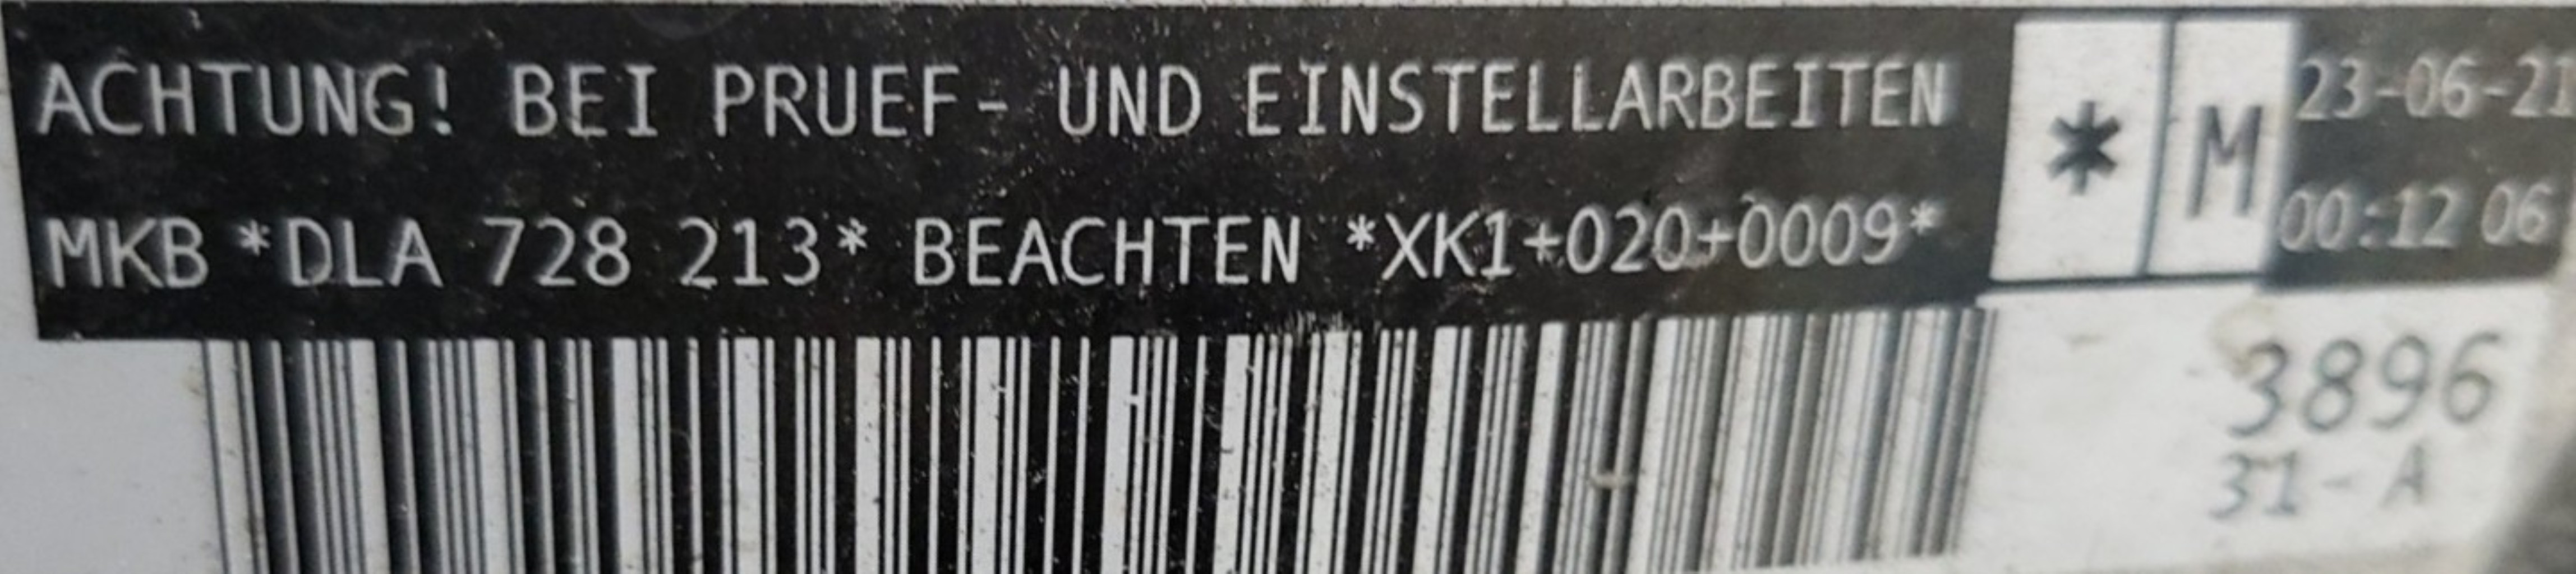 ACHTUNG! BEI PRUEF- UND EINSTELLARBEITEN
MKB *DLA 728 213* BEACHTEN *XK1+020+0009*
* M
23-06-21
00:12 06
3896
31- A